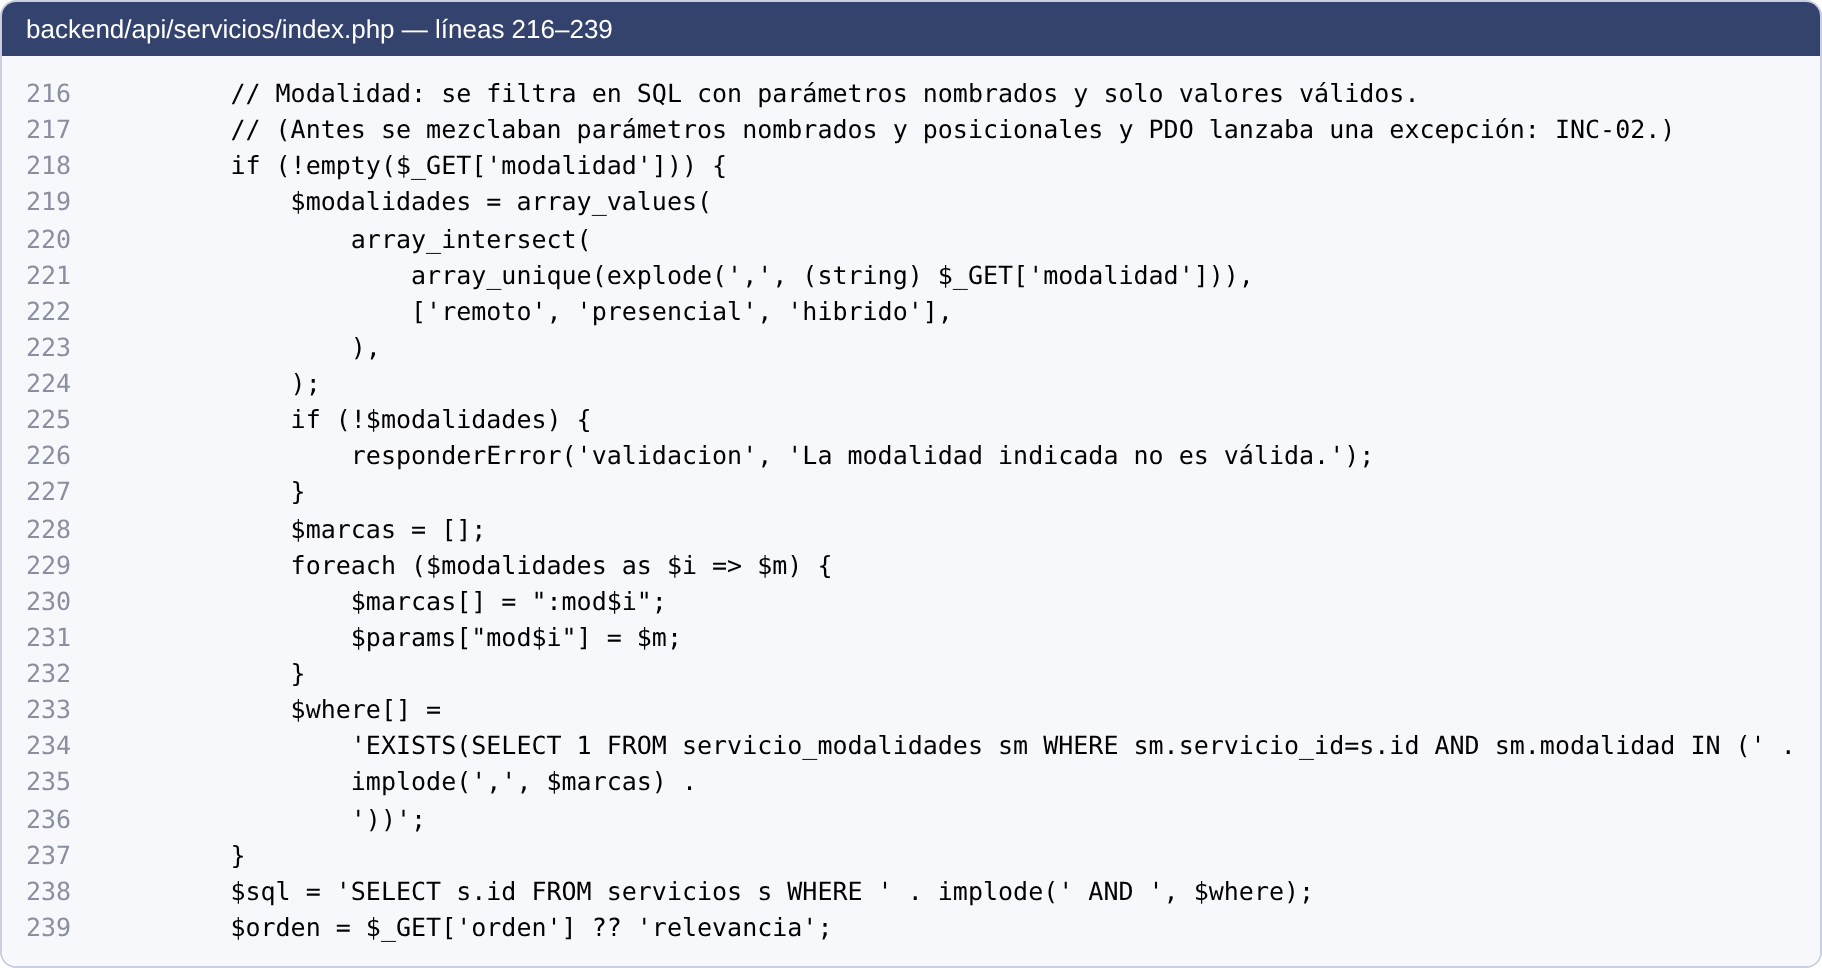 backend/api/servicios/index.php — líneas 216–239
216 // Modalidad: se filtra en SQL con parámetros nombrados y solo valores válidos.
217 // (Antes se mezclaban parámetros nombrados y posicionales y PDO lanzaba una excepción: INC-02.)
218 if (!empty($_GET['modalidad'])) {
219 $modalidades = array_values(
220 array_intersect(
221 array_unique(explode(',', (string) $_GET['modalidad'])),
222 ['remoto', 'presencial', 'hibrido'],
223 ),
224 );
225 if (!$modalidades) {
226 responderError('validacion', 'La modalidad indicada no es válida.');
227 }
228 $marcas = [];
229 foreach ($modalidades as $i => $m) {
230 $marcas[] = ":mod$i";
231 $params["mod$i"] = $m;
232 }
233 $where[] =
234 'EXISTS(SELECT 1 FROM servicio_modalidades sm WHERE sm.servicio_id=s.id AND sm.modalidad IN (' .
235 implode(',', $marcas) .
236 '))';
237 }
238 $sql = 'SELECT s.id FROM servicios s WHERE ' . implode(' AND ', $where);
239 $orden = $_GET['orden'] ?? 'relevancia';